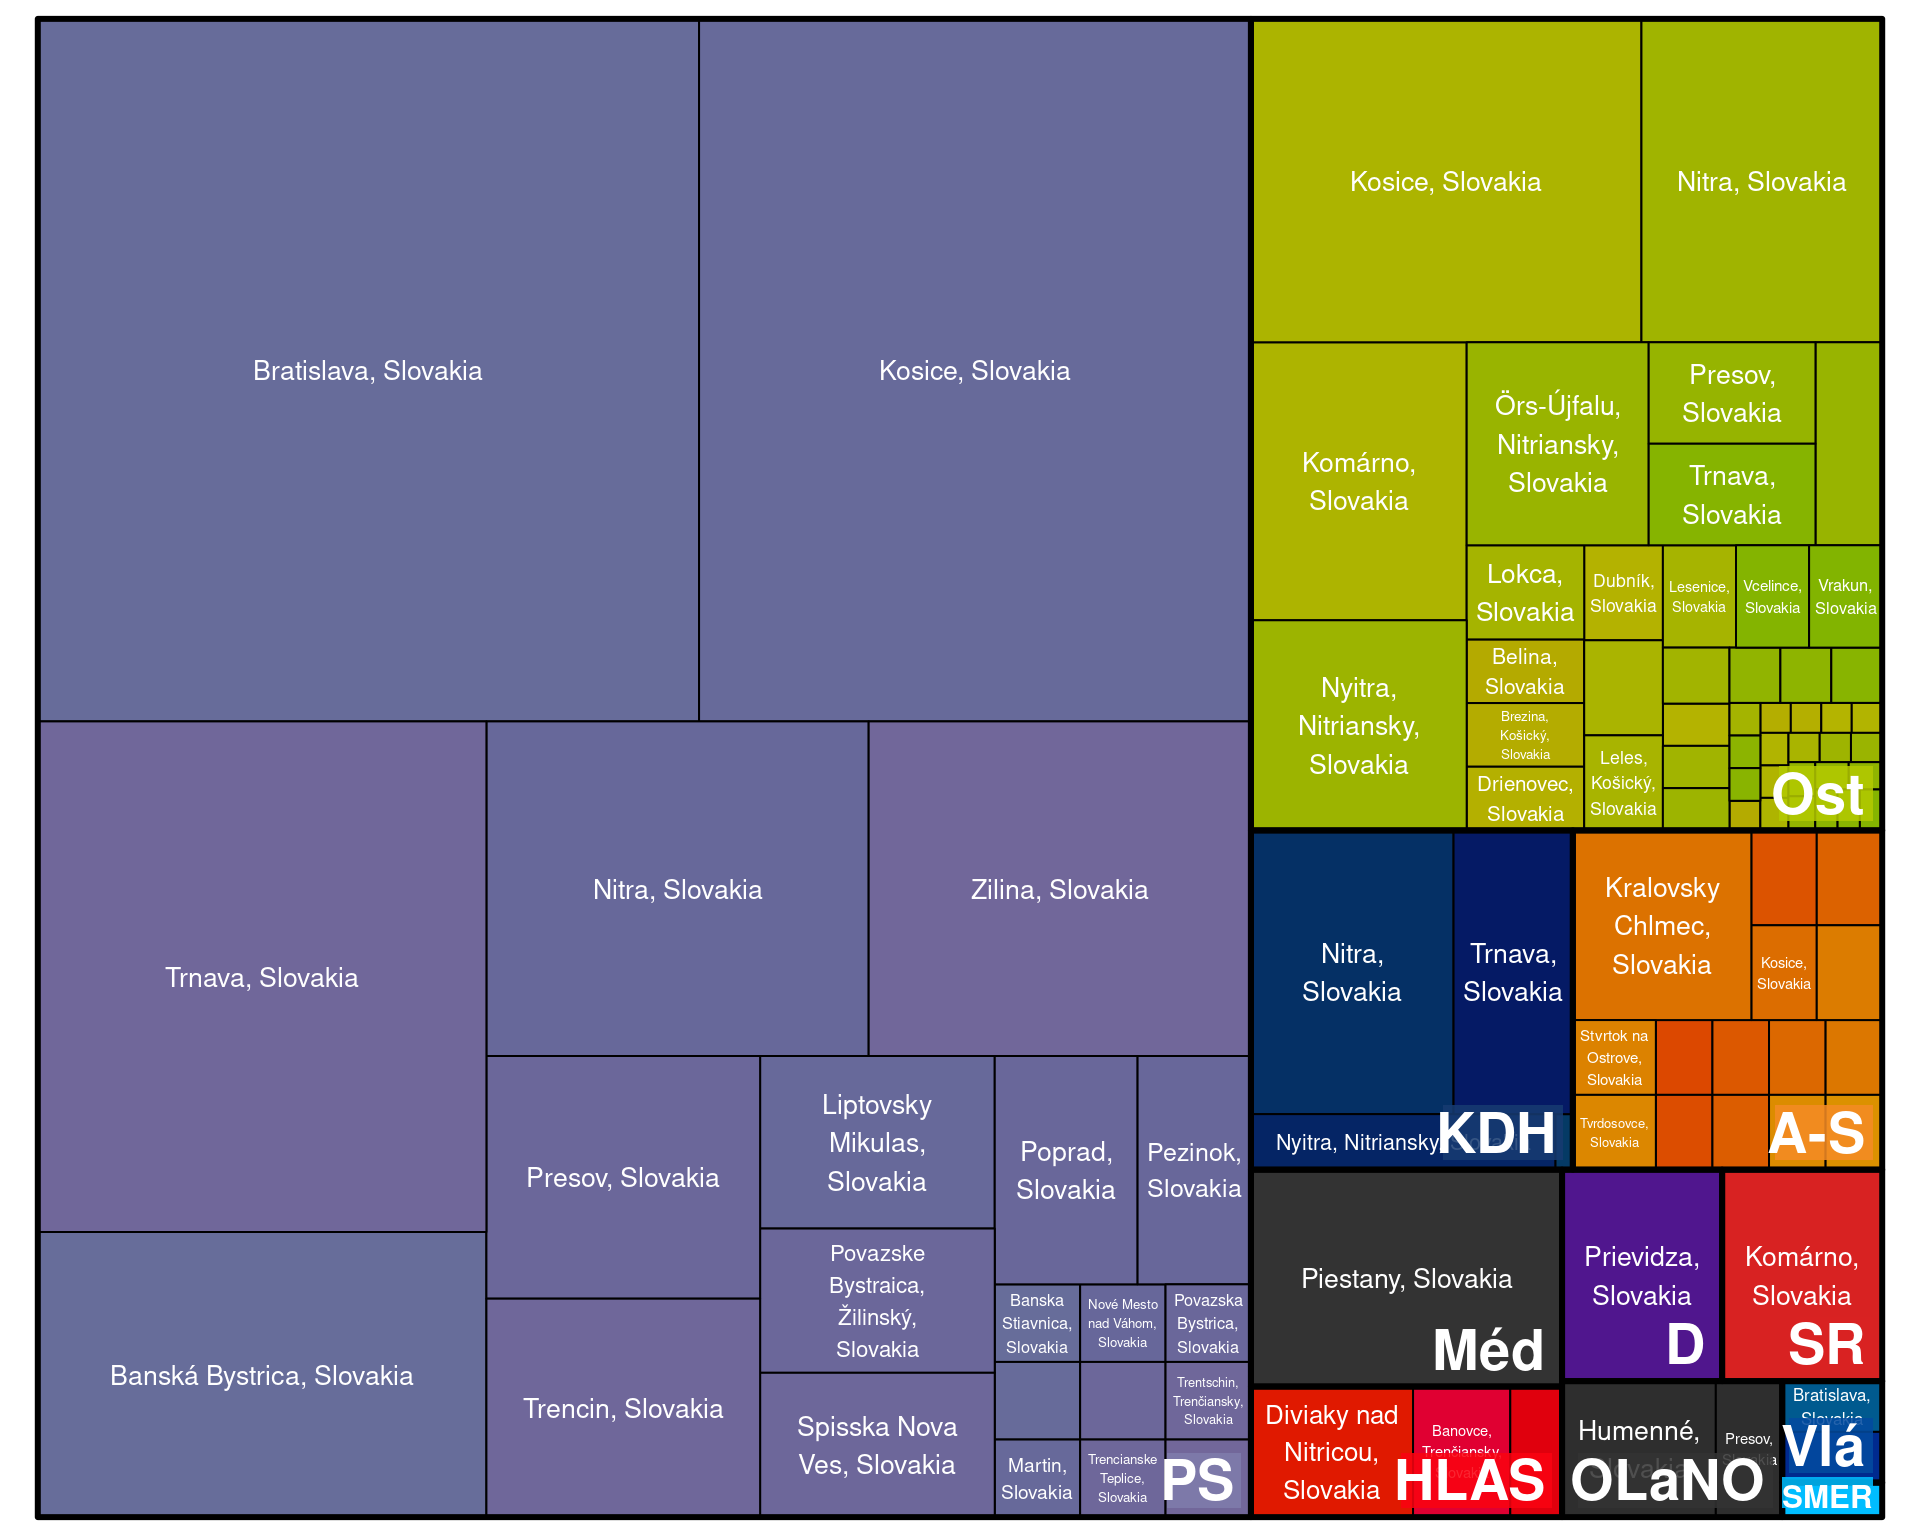 Bratislava, Slovakia
Kosice, Slovakia
Trnava, Slovakia
Nitra, Slovakia
Zilina, Slovakia
Banská Bystrica, Slovakia
Presov, Slovakia
Trencin, Slovakia
Liptovsky
Mikulas,
Slovakia
Povazske
Bystraica,
Žilinský,
Slovakia
Spisska Nova
Ves, Slovakia
Poprad,
Slovakia
Pezinok,
Slovakia
Banska
Stiavnica,
Slovakia
Nové Mesto
nad Váhom,
Slovakia
Povazska
Bystrica,
Slovakia
Trentschin,
Trenčiansky,
Slovakia
Martin,
Slovakia
Trencianske
Teplice,
Slovakia
PS
Kosice, Slovakia
Nitra, Slovakia
Komárno,
Slovakia
Nyitra,
Nitriansky,
Slovakia
Örs-Újfalu,
Nitriansky,
Slovakia
Presov,
Slovakia
Trnava,
Slovakia
Lokca,
Slovakia
Dubník,
Slovakia
Lesenice,
Slovakia
Vcelince,
Slovakia
Vrakun,
Slovakia
Belina,
Slovakia
Brezina,
Košický,
Slovakia
Drienovec,
Slovakia
Leles,
Košický,
Slovakia
Ost
Nitra,
Slovakia
Trnava,
Slovakia
Nyitra, Nitriansky,
KDH
Kralovsky
Chlmec,
Slovakia
Kosice,
Slovakia
Stvrtok na
Ostrove,
Slovakia
Tvrdosovce,
Slovakia
A-S
Piestany, Slovakia
Méd
Prievidza,
Slovakia
D
Komárno,
Slovakia
SR
Diviaky nad
Nitricou,
Slovakia
Banovce,
Trenčiansky,
Slovakia
HLAS
Humenné,
Slovakia
Presov,
Slovakia
OLaNO
Bratislava,
Slovakia
Vlá
SMER